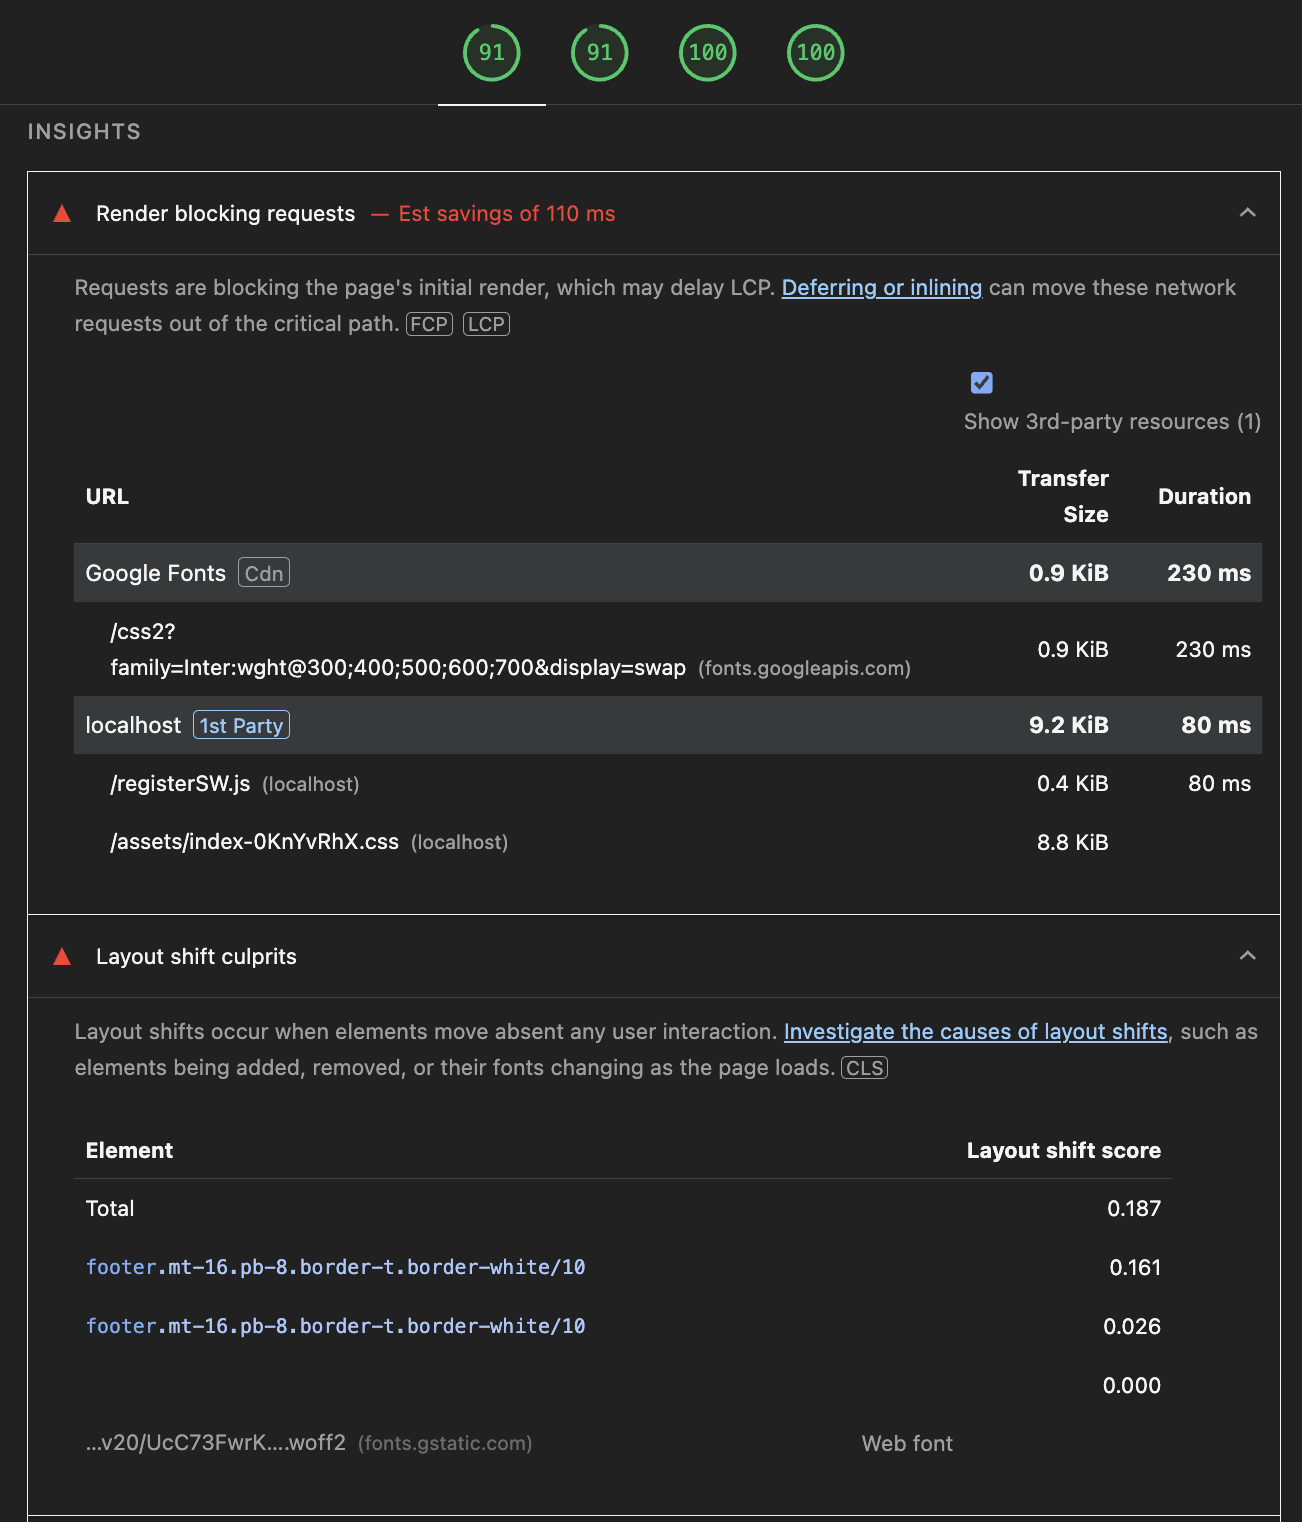 91 91 100 100
INSIGHTS
Render blocking requests — Est savings of 110 ms
Requests are blocking the page's initial render, which may delay LCP. Deferring or inlining can move these network
requests out of the critical path. FCP LCP
Show 3rd-party resources (1)
URL Transfer Size Duration
Google Fonts Cdn 0.9 KiB 230 ms
/css2?
family=Inter:wght@300;400;500;600;700&display=swap (fonts.googleapis.com) 0.9 KiB 230 ms
localhost 1st Party 9.2 KiB 80 ms
/registerSW.js (localhost) 0.4 KiB 80 ms
/assets/index-0KnYvRhX.css (localhost) 8.8 KiB
Layout shift culprits
Layout shifts occur when elements move absent any user interaction. Investigate the causes of layout shifts, such as
elements being added, removed, or their fonts changing as the page loads. CLS
Element Layout shift score
Total 0.187
footer.mt-16.pb-8.border-t.border-white/10 0.161
footer.mt-16.pb-8.border-t.border-white/10 0.026
0.000
…v20/UcC73FwrK….woff2 (fonts.gstatic.com) Web font